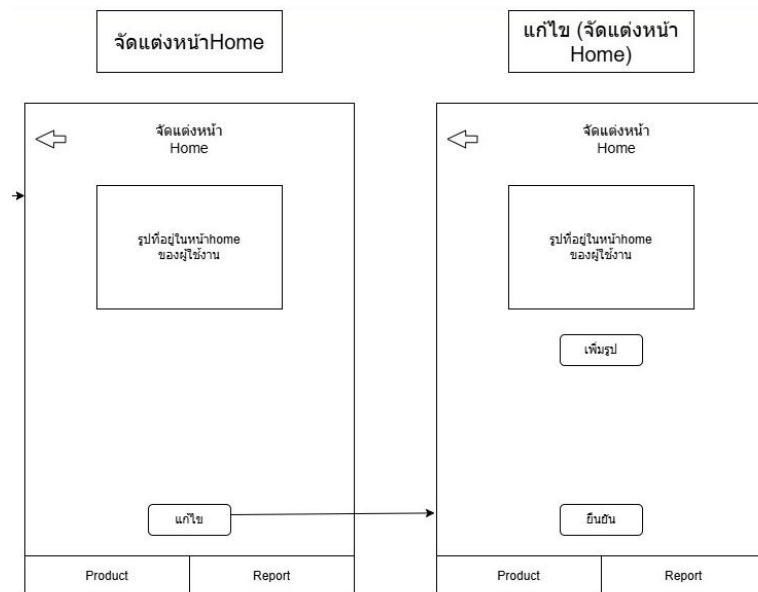 จัดแต่งหน้าHome
แก้ไข (จัดแต่งหน้า
Home)
จัดแต่งหน้า
Home
รูปที่อยู่ในหน้าhome
ของผู้ใช้งาน
แก้ไข
Product
Report
จัดแต่งหน้า
Home
รูปที่อยู่ในหน้าhome
ของผู้ใช้งาน
เพิ่มรูป
ยืนยัน
Product
Report